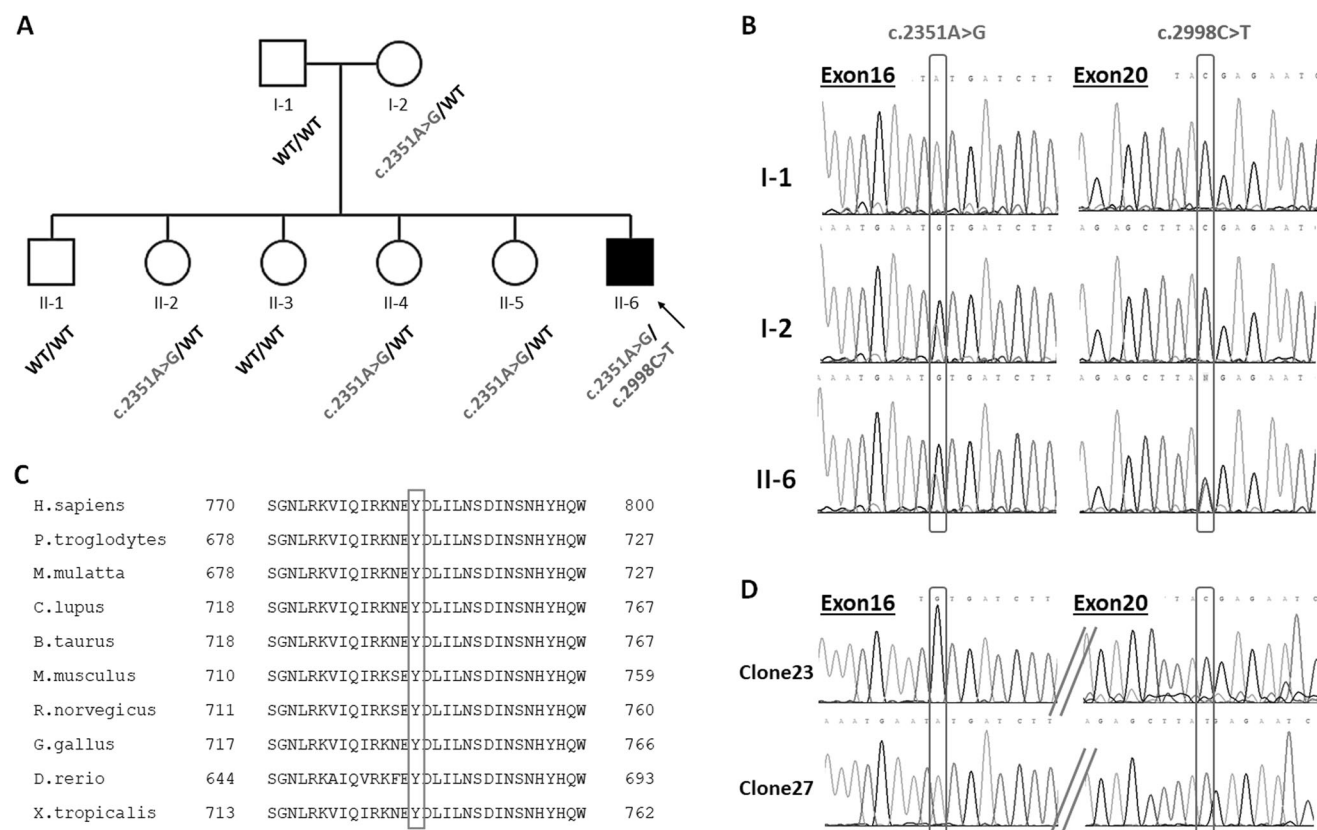 A
I-1
I-2
WT/WT
c.2351A>G/WT
II-1
II-2
II-3
II-4
II-5
II-6
WT/WT
c.2351A>G/WT
WT/WT
c.2351A>G/WT
c.2351A>G/WT
c.2351A>G/
c.2998C>T
B
c.2351A>G
c.2998C>T
Exon16
T A T G A T C T T
Exon20
T A C G A G A A T C
I-1
A A A T G A A T G T G A T C T T
A G A G C T T A C G A G A A T C
I-2
A A A T G A A T G T G A T C T T
A G A G C T T A N G A G A A T C
II-6
C
H.sapiens 770 SGNLRKVIQIRKNEYDLILNSDINSNHYHQW 800
P.troglodytes 678 SGNLRKVIQIRKNEYDLILNSDINSNHYHQW 727
M.mulatta 678 SGNLRKVIQIRKNEYDLILNSDINSNHYHQW 727
C.lupus 718 SGNLRKVIQIRKNEYDLILNSDINSNHYHQW 767
B.taurus 718 SGNLRKVIQIRKNEYDLILNSDINSNHYHQW 767
M.musculus 710 SGNLRKVIQIRKSEYDLILNSDINSNHYHQW 759
R.norvegicus 711 SGNLRKVIQIRKSEYDLILNSDINSNHYHQW 760
G.gallus 717 SGNLRKVIQIRKNEYDLILNSDINSNHYHQW 766
D.rerio 644 SGNLRKAIQVRKFEYDLILNSDINSNHYHQW 693
X.tropicalis 713 SGNLRKVIQIRKNEYDLILNSDINSNHYHQW 762
D
Exon16
T G T G A T C T T
Exon20
T A C G A G A A T C
Clone23
A A A T G A A T A T G A T C T T
A G A G C T T A T G A G A A T C
Clone27